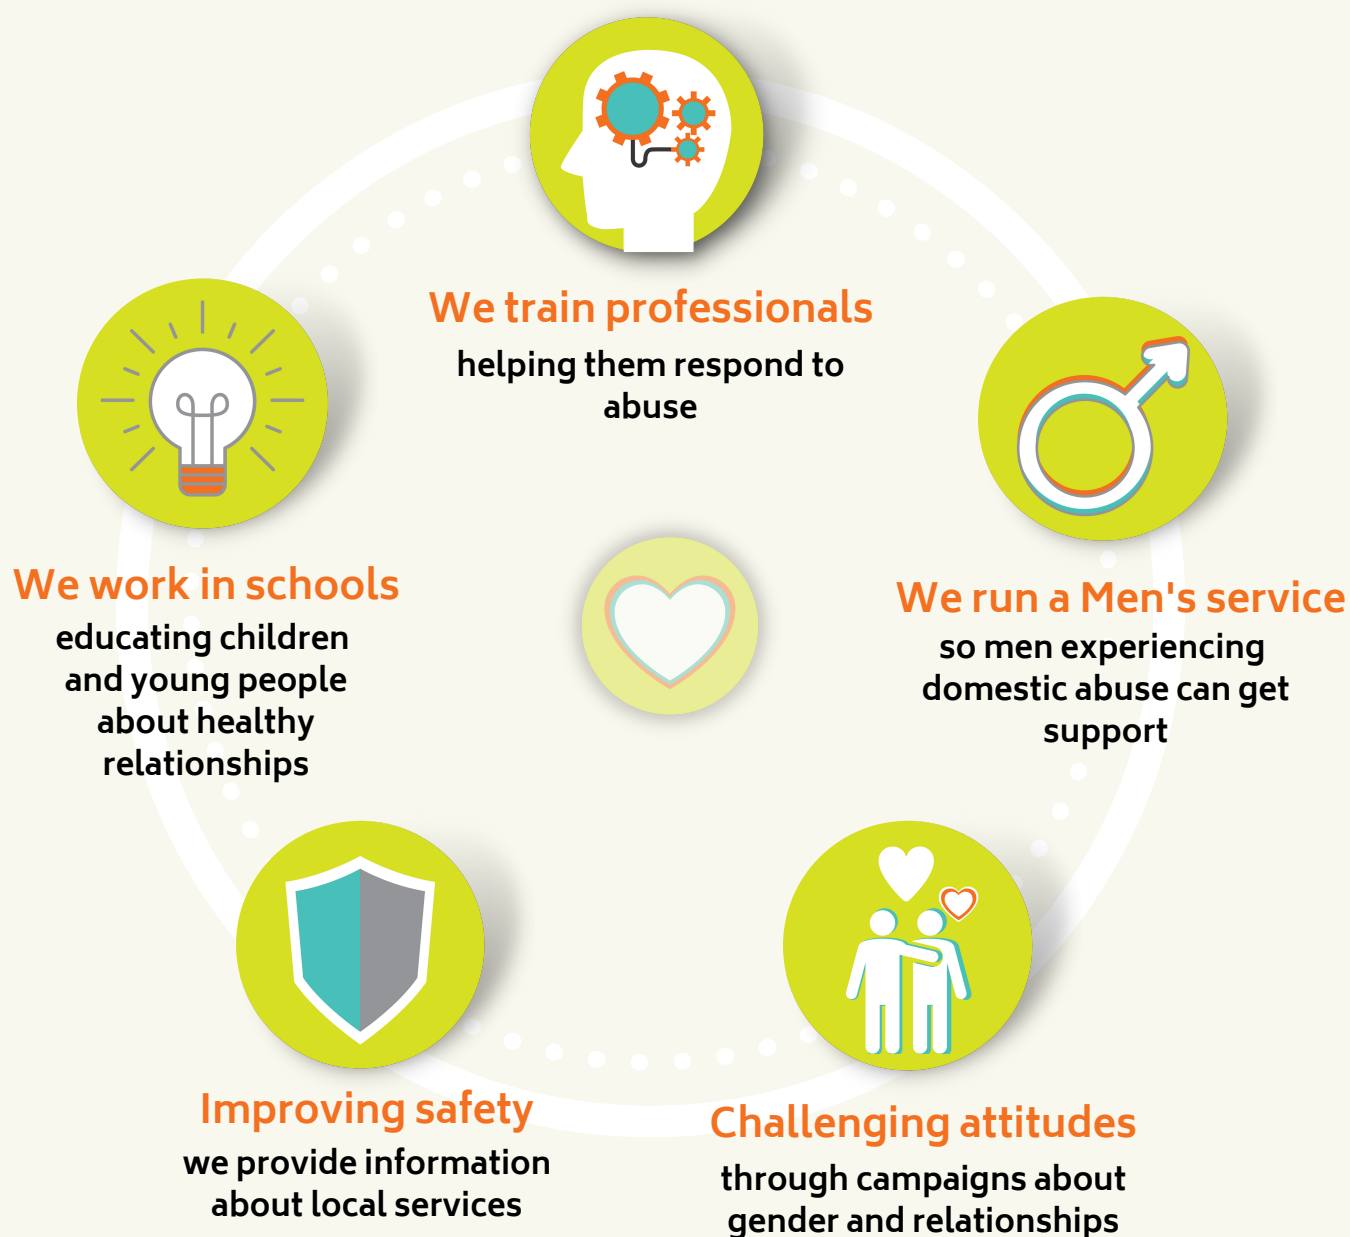 We train professionals
helping them respond to
abuse
We work in schools
educating children
and young people
about healthy
relationships
We run a Men's service
so men experiencing
domestic abuse can get
support
Improving safety
we provide information
about local services
Challenging attitudes
through campaigns about
gender and relationships